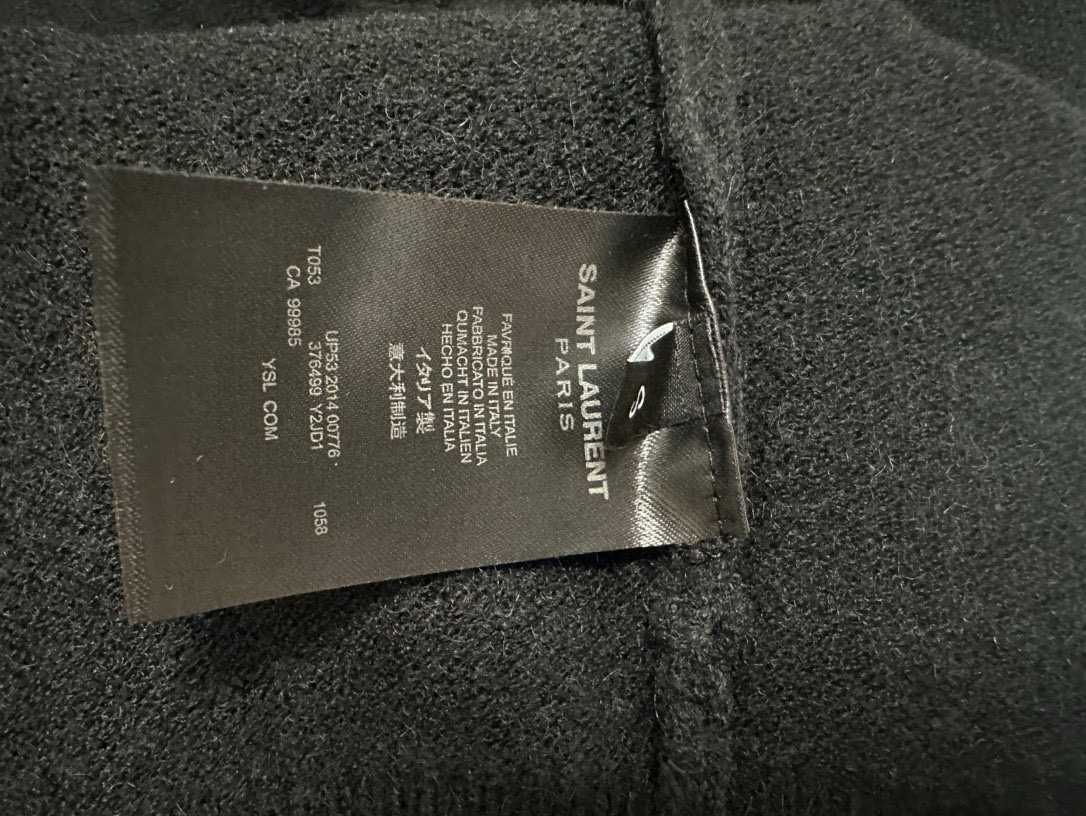 S
SAINT LAURENT
PARIS
FAVRIQUE EN ITALIE
MADE IN ITALY
FABBRICATO IN ITALIA
QUMACHT IN ITALIEN
HECHO EN ITALIA
イタリア製
意大利制造
UP53 2014 00776
T053 376499 Y2JD1 1058
CA 99985
YSL COM